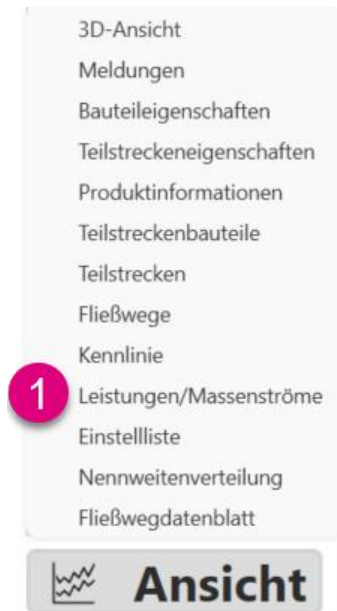 3D-Ansicht
Meldungen
Bauteileigenschaften
Teilstreckeneigenschaften
Produktinformationen
Teilstreckenbauteile
Teilstrecken
Fließwege
Kennlinie
1 Leistungen/Massenströme
Einstellliste
Nennweitenverteilung
Fließwegdatenblatt
Ansicht